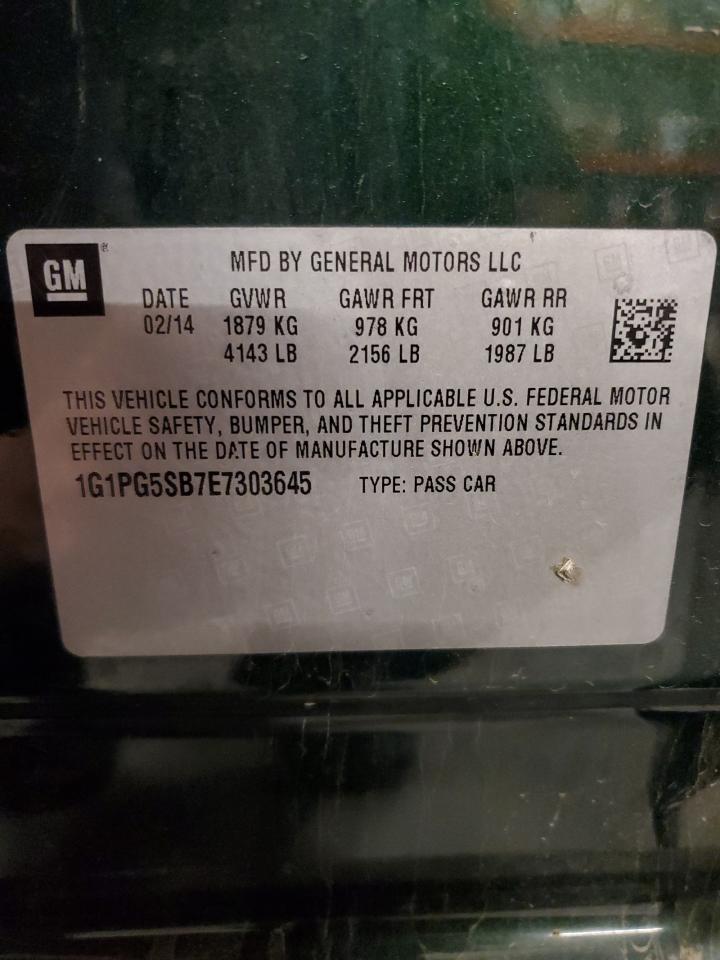 GM
MFD BY GENERAL MOTORS LLC
DATE GVWR GAWR FRT GAWR RR
02/14 1879 KG 978 KG 901 KG
4143 LB 2156 LB 1987 LB
THIS VEHICLE CONFORMS TO ALL APPLICABLE U.S. FEDERAL MOTOR
VEHICLE SAFETY, BUMPER, AND THEFT PREVENTION STANDARDS IN
EFFECT ON THE DATE OF MANUFACTURE SHOWN ABOVE.
1G1PG5SB7E7303645 TYPE: PASS CAR